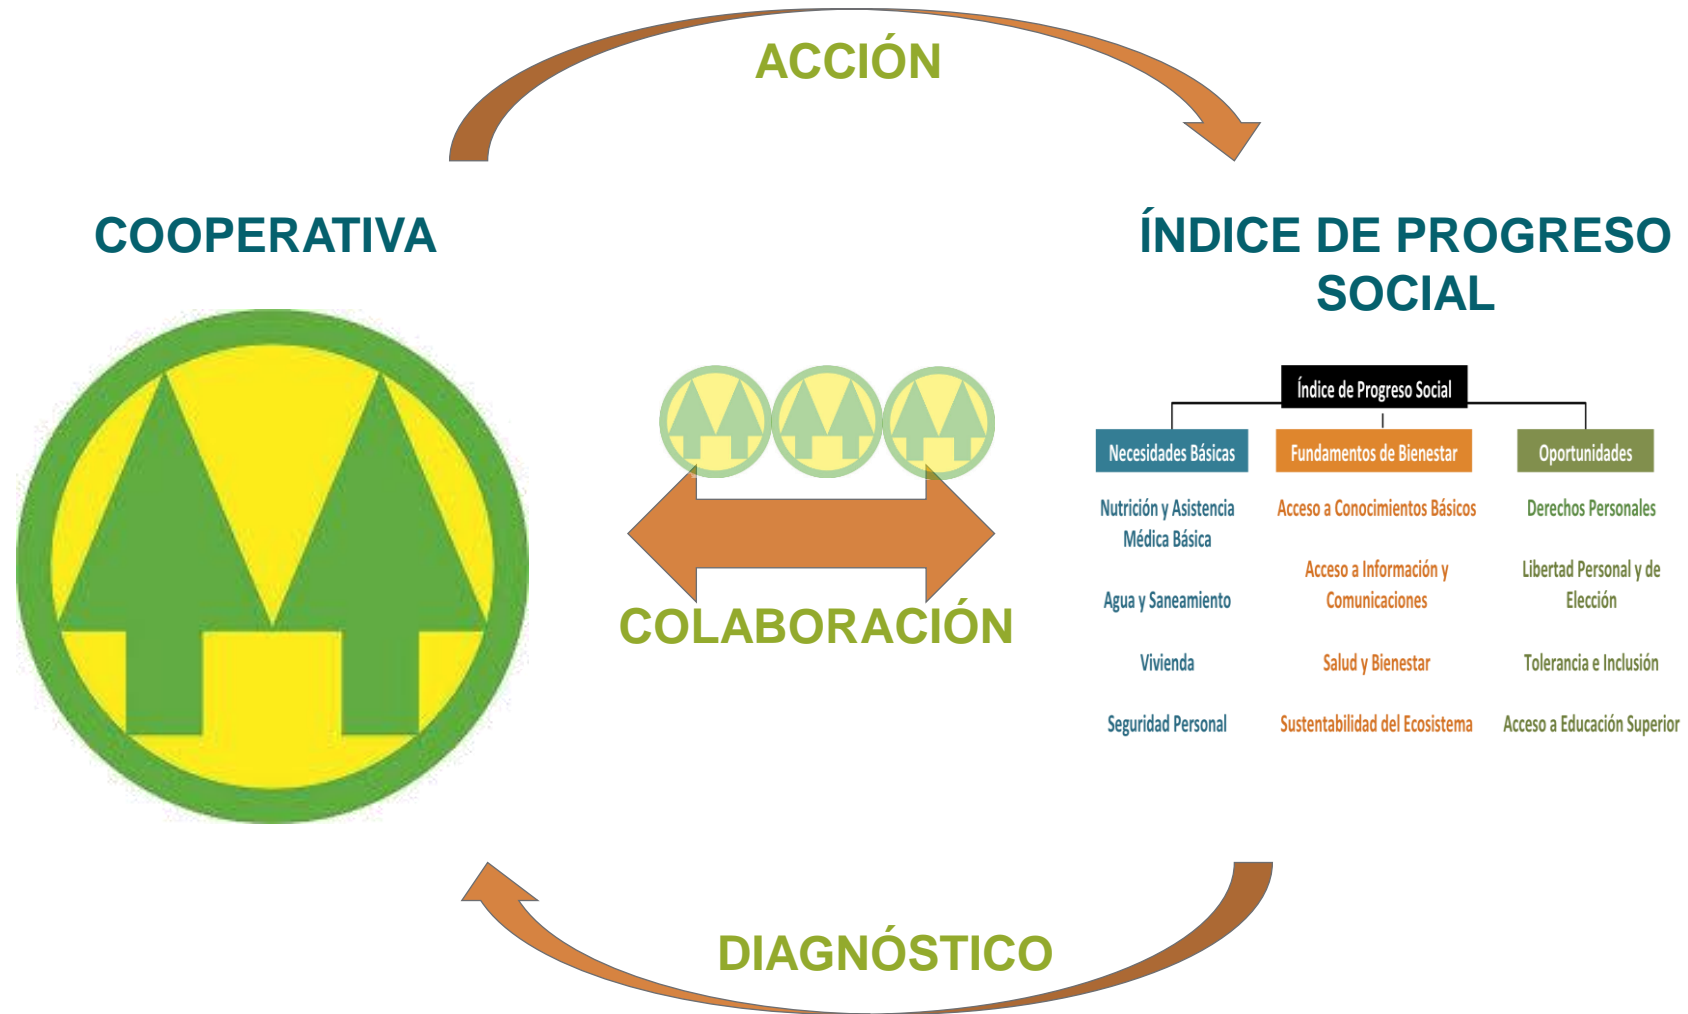 ACCIÓN
COOPERATIVA
ÍNDICE DE PROGRESO
SOCIAL
Índice de Progreso Social
Necesidades Básicas
Fundamentos de Bienestar
Oportunidades
Nutrición y Asistencia
Médica Básica
Acceso a Conocimientos Básicos
Derechos Personales
Acceso a Información y
Comunicaciones
Libertad Personal y de
Elección
Agua y Saneamiento
COLABORACIÓN
Vivienda
Salud y Bienestar
Tolerancia e Inclusión
Seguridad Personal
Sustentabilidad del Ecosistema
Acceso a Educación Superior
DIAGNÓSTICO